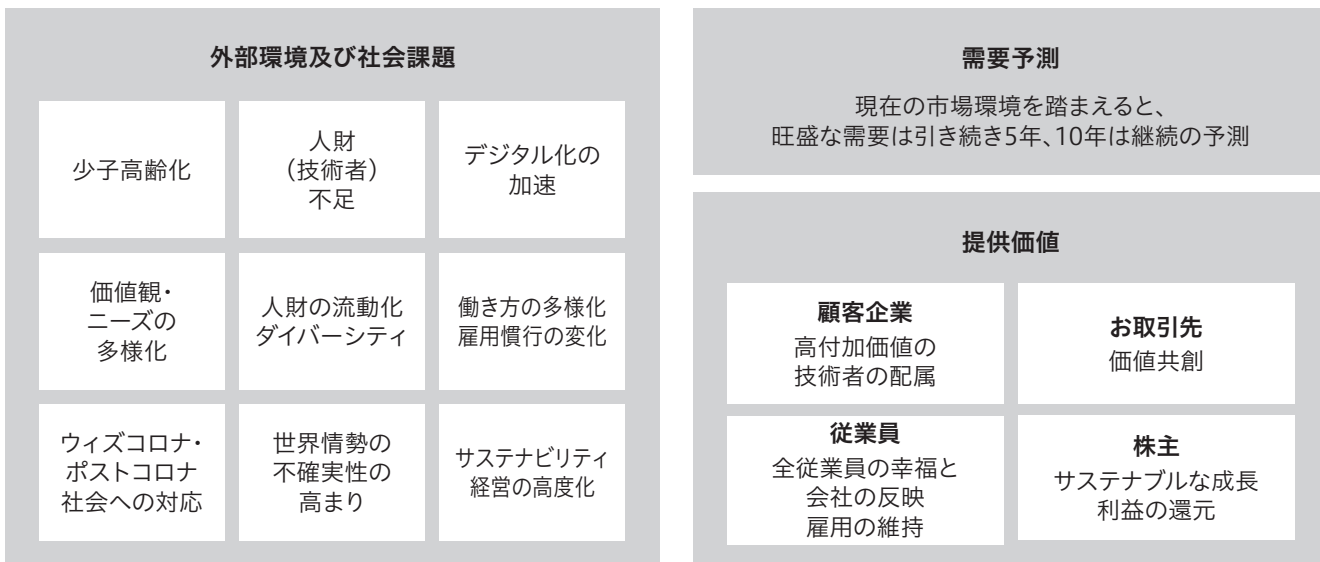 外部環境及び社会課題
少子高齢化
人財
(技術者)
不足
デジタル化の
加速
価値観・
ニーズの
多様化
人財の流動化
ダイバーシティ
働き方の多様化
雇用慣行の変化
ウィズコロナ・
ポストコロナ
社会への対応
世界情勢の
不確実性の
高まり
サステナビリティ
経営の高度化
需要予測
現在の市場環境を踏まえると、
旺盛な需要は引き続き5年、10年は継続の予測
提供価値
顧客企業
高付加価値の
技術者の配属
お取引先
価値共創
従業員
全従業員の幸福と
会社の反映
雇用の維持
株主
サステナブルな成長
利益の還元